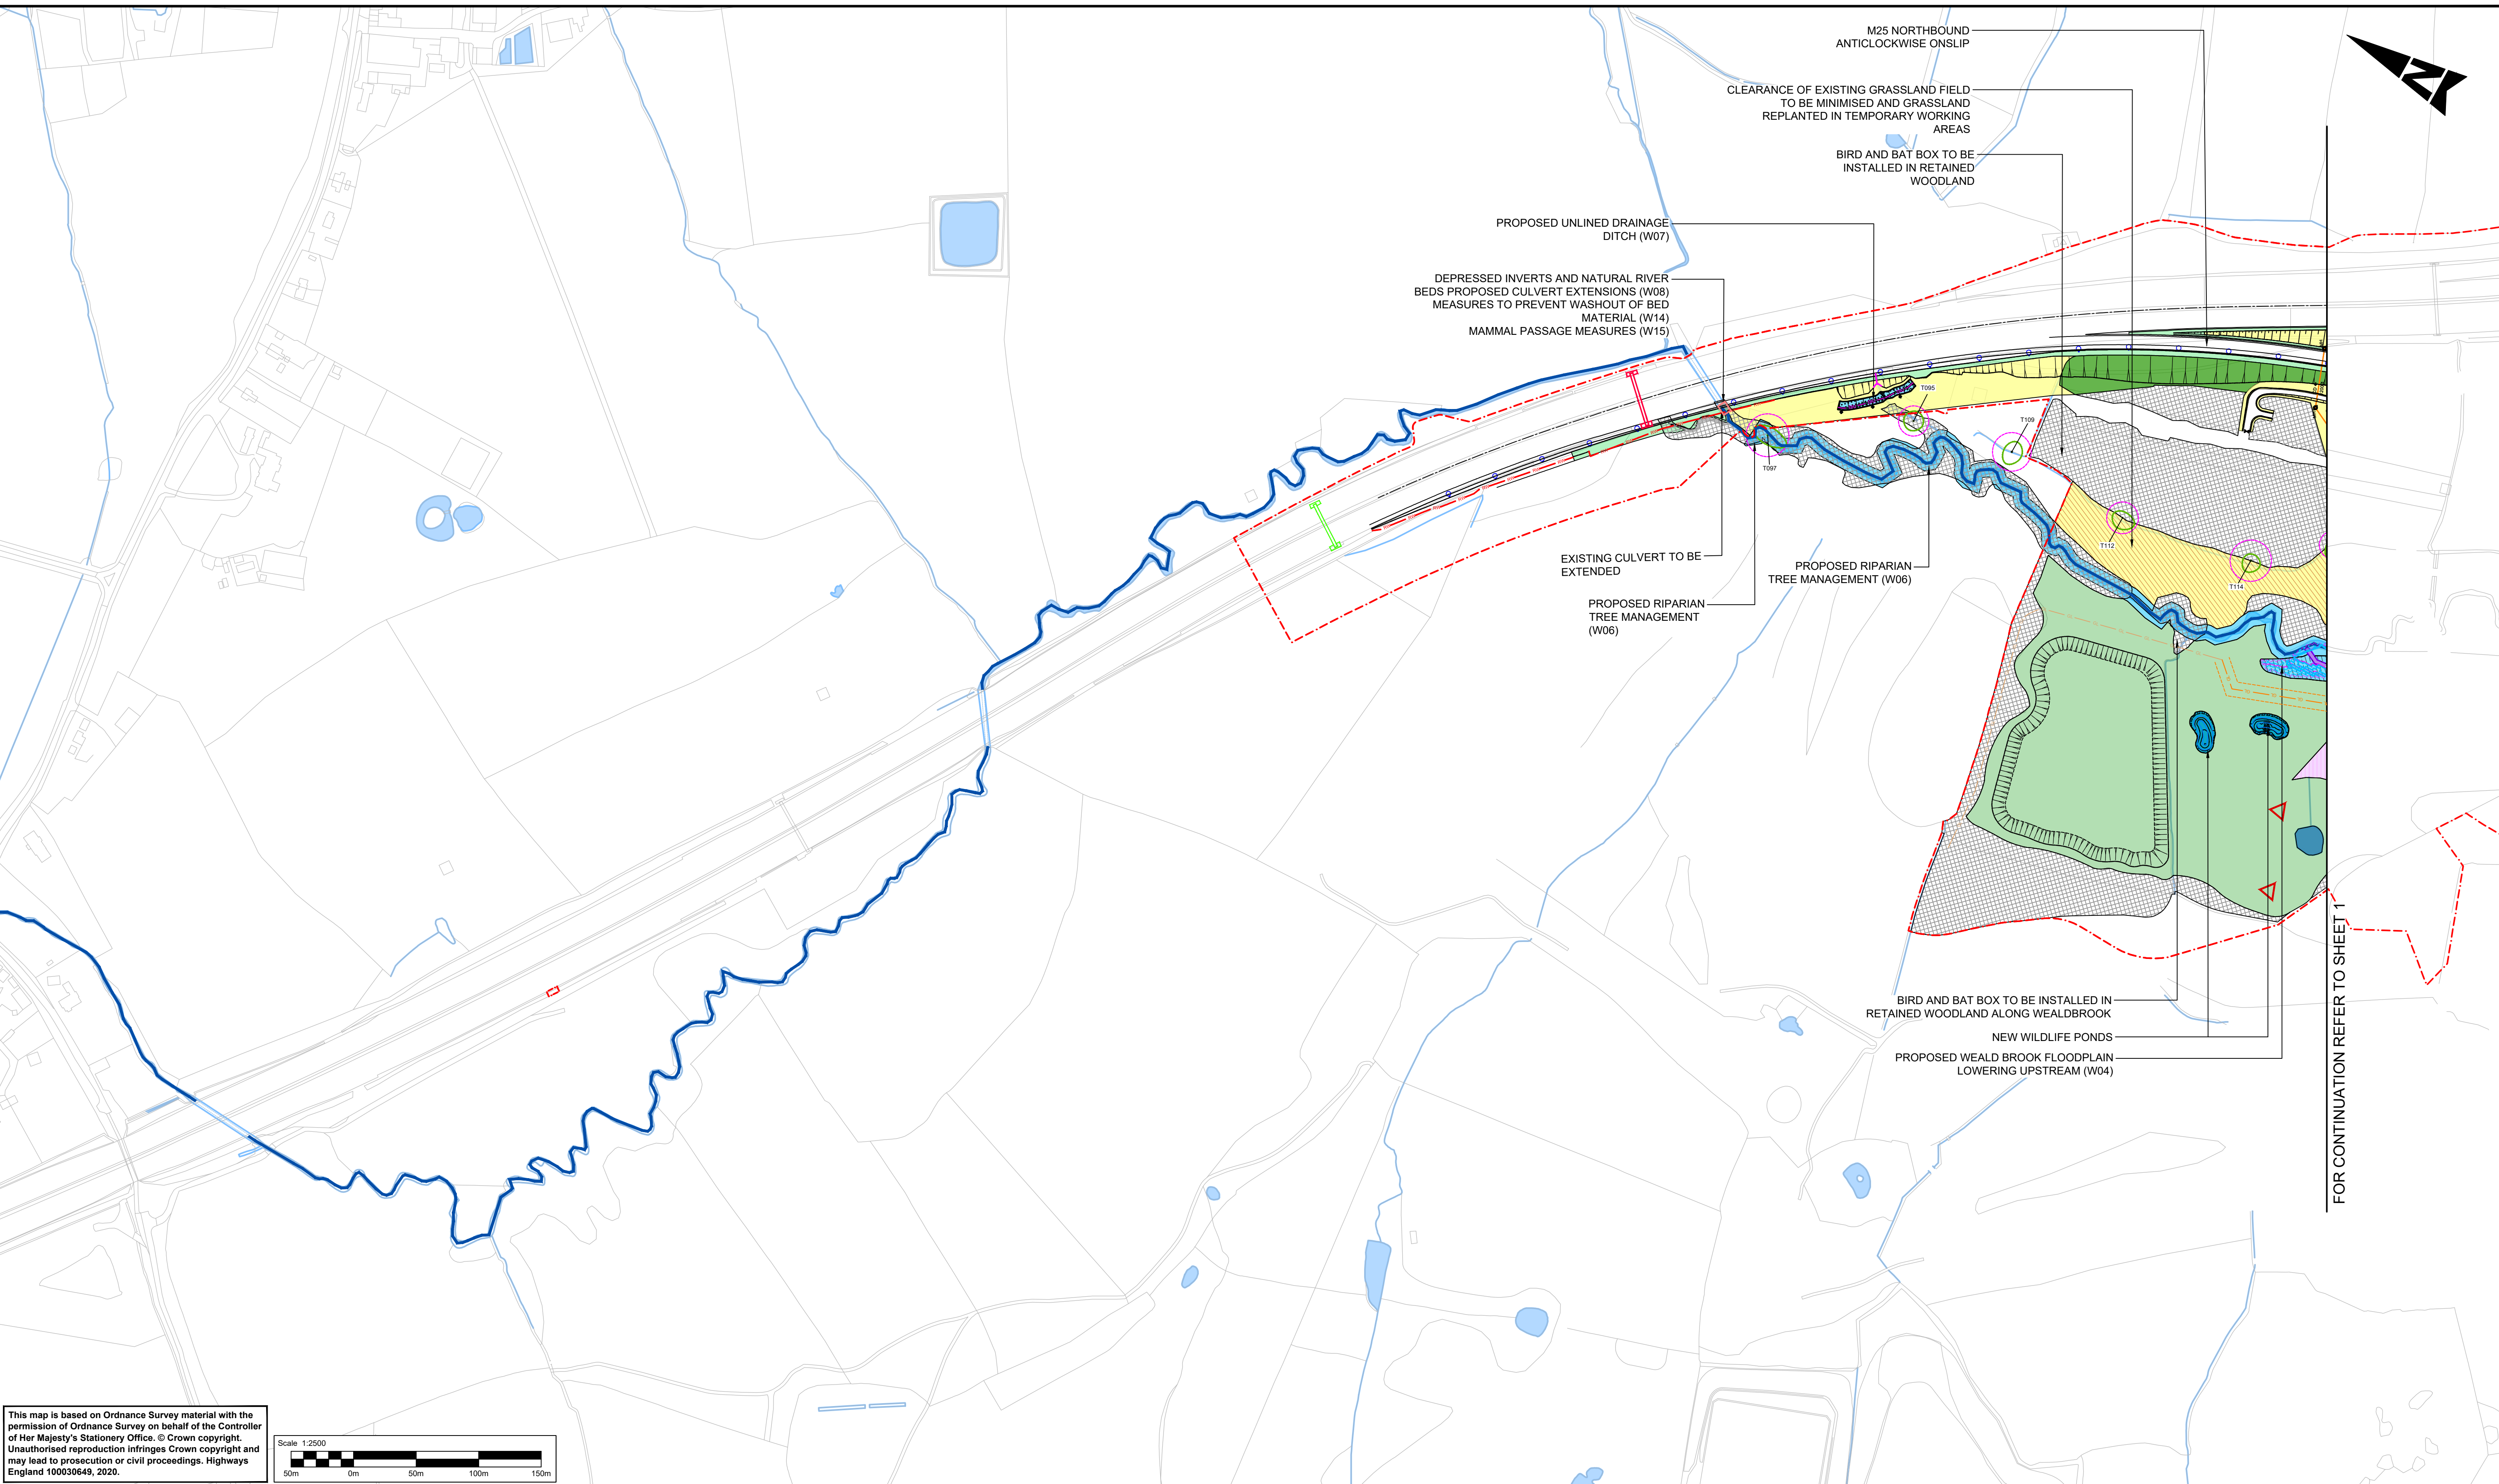 M25 NORTHBOUND
ANTICLOCKWISE ONSLIP
CLEARANCE OF EXISTING GRASSLAND FIELD
TO BE MINIMISED AND GRASSLAND
REPLANTED IN TEMPORARY WORKING
AREAS
BIRD AND BAT BOX TO BE
INSTALLED IN RETAINED
WOODLAND
PROPOSED UNLINED DRAINAGE
DITCH (W07)
DEPRESSED INVERTS AND NATURAL RIVER
BEDS PROPOSED CULVERT EXTENSIONS (W08)
MEASURES TO PREVENT WASHOUT OF BED
MATERIAL (W14)
MAMMAL PASSAGE MEASURES (W15)
N
T095
T109
T097
T112
T114
EXISTING CULVERT TO BE
EXTENDED
PROPOSED RIPARIAN
TREE MANAGEMENT (W06)
PROPOSED RIPARIAN
TREE MANAGEMENT
(W06)
BIRD AND BAT BOX TO BE INSTALLED IN
RETAINED WOODLAND ALONG WEALDBROOK
NEW WILDLIFE PONDS
PROPOSED WEALD BROOK FLOODPLAIN
LOWERING UPSTREAM (W04)
FOR CONTINUATION REFER TO SHEET 1
This map is based on Ordnance Survey material with the
permission of Ordnance Survey on behalf of the Controller
of Her Majesty's Stationery Office. © Crown copyright.
Unauthorised reproduction infringes Crown copyright and
may lead to prosecution or civil proceedings. Highways
England 100030649, 2020.
Scale 1:2500
50m 0m 50m 100m 150m